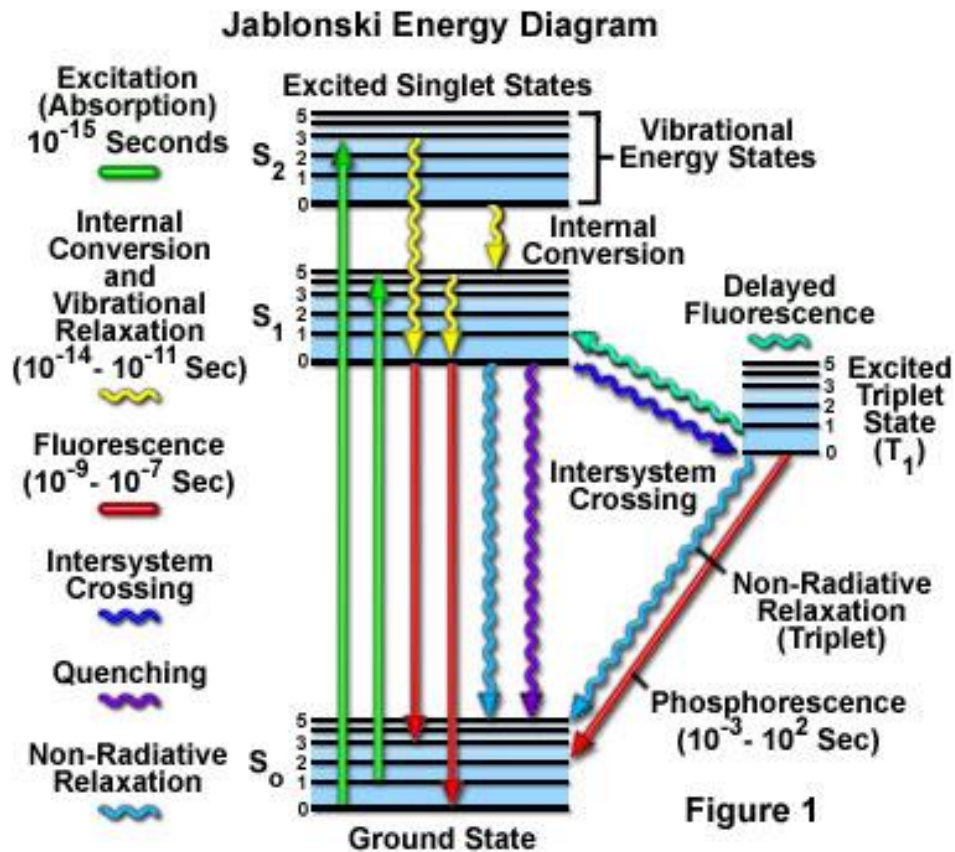 Jablonski Energy Diagram
Excitation
(Absorption)
10⁻¹⁵ Seconds
Internal
Conversion
and
Vibrational
Relaxation
(10⁻¹⁴ - 10⁻¹¹ Sec)
Fluorescence
(10⁻⁹ - 10⁻⁷ Sec)
Intersystem
Crossing
Quenching
Non-Radiative
Relaxation
Excited Singlet States
S₂
5
3
2
1
0
Vibrational
Energy States
Internal
Conversion
S₁
5
3
2
1
0
Delayed
Fluorescence
5
3
2
1
0
Excited
Triplet
State
(T₁)
Intersystem
Crossing
Non-Radiative
Relaxation
(Triplet)
Phosphorescence
(10⁻³ - 10² Sec)
S₀
5
3
2
1
0
Ground State
Figure 1